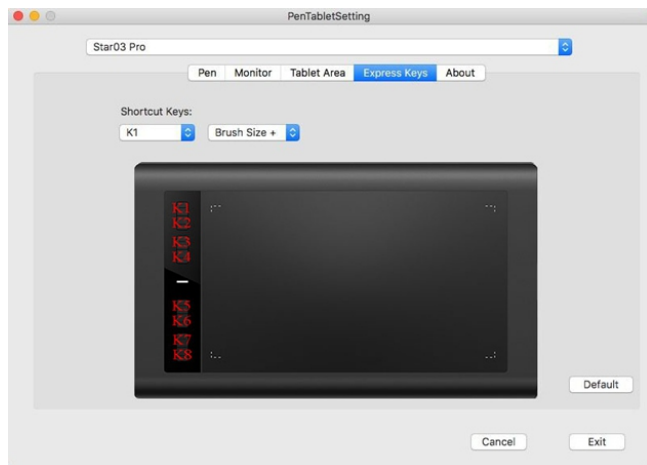 PenTabletSetting
Star03 Pro
Pen Monitor Tablet Area Express Keys About
Shortcut Keys:
K1 Brush Size +
K1
K2
K3
K4
K5
K6
K7
K8
Default
Cancel Exit